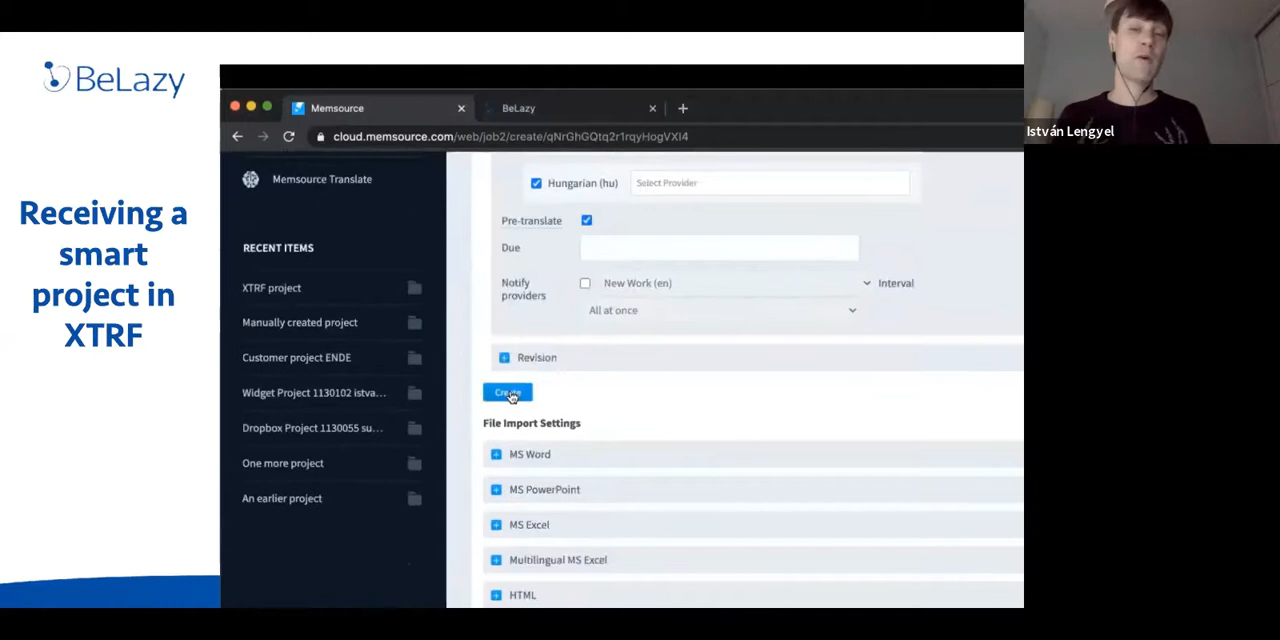 BeLazy
Receiving a
smart
project in
XTRF
Memsource
BeLazy
cloud.memsource.com/web/job2/create/qNrGhGQtq2r1rqyHogVXI4
Memsource Translate
RECENT ITEMS
XTRF project
Manually created project
Customer project ENDE
Widget Project 1130102 istva...
Dropbox Project 1130055 su...
One more project
An earlier project
Hungarian (hu)
Select Provider
Pre-translate
Due
Notify
providers
New Work (en)
Interval
All at once
Revision
Create
File Import Settings
MS Word
MS PowerPoint
MS Excel
Multilingual MS Excel
HTML
István Lengyel